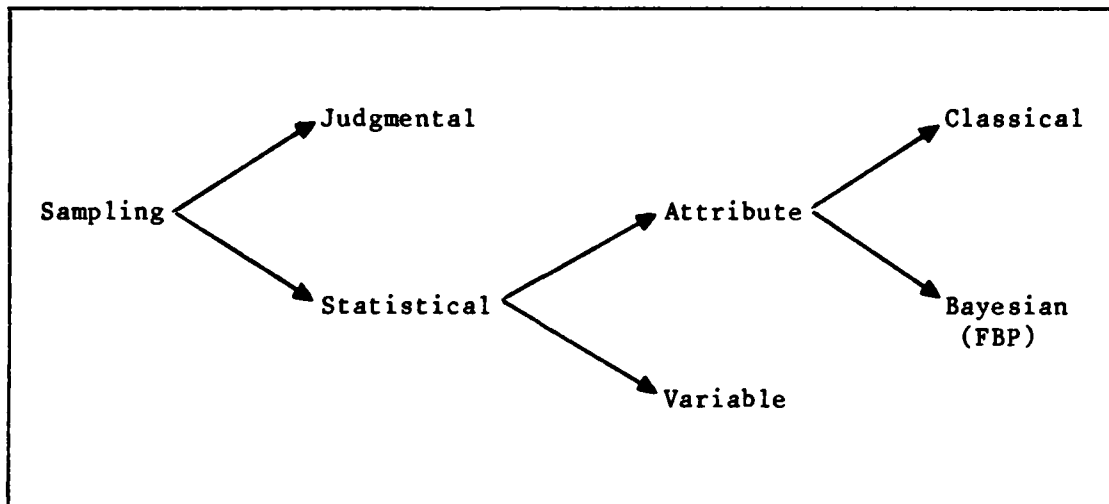 Judgmental
Classical
Sampling
Attribute
Statistical
Bayesian
(FBP)
Variable